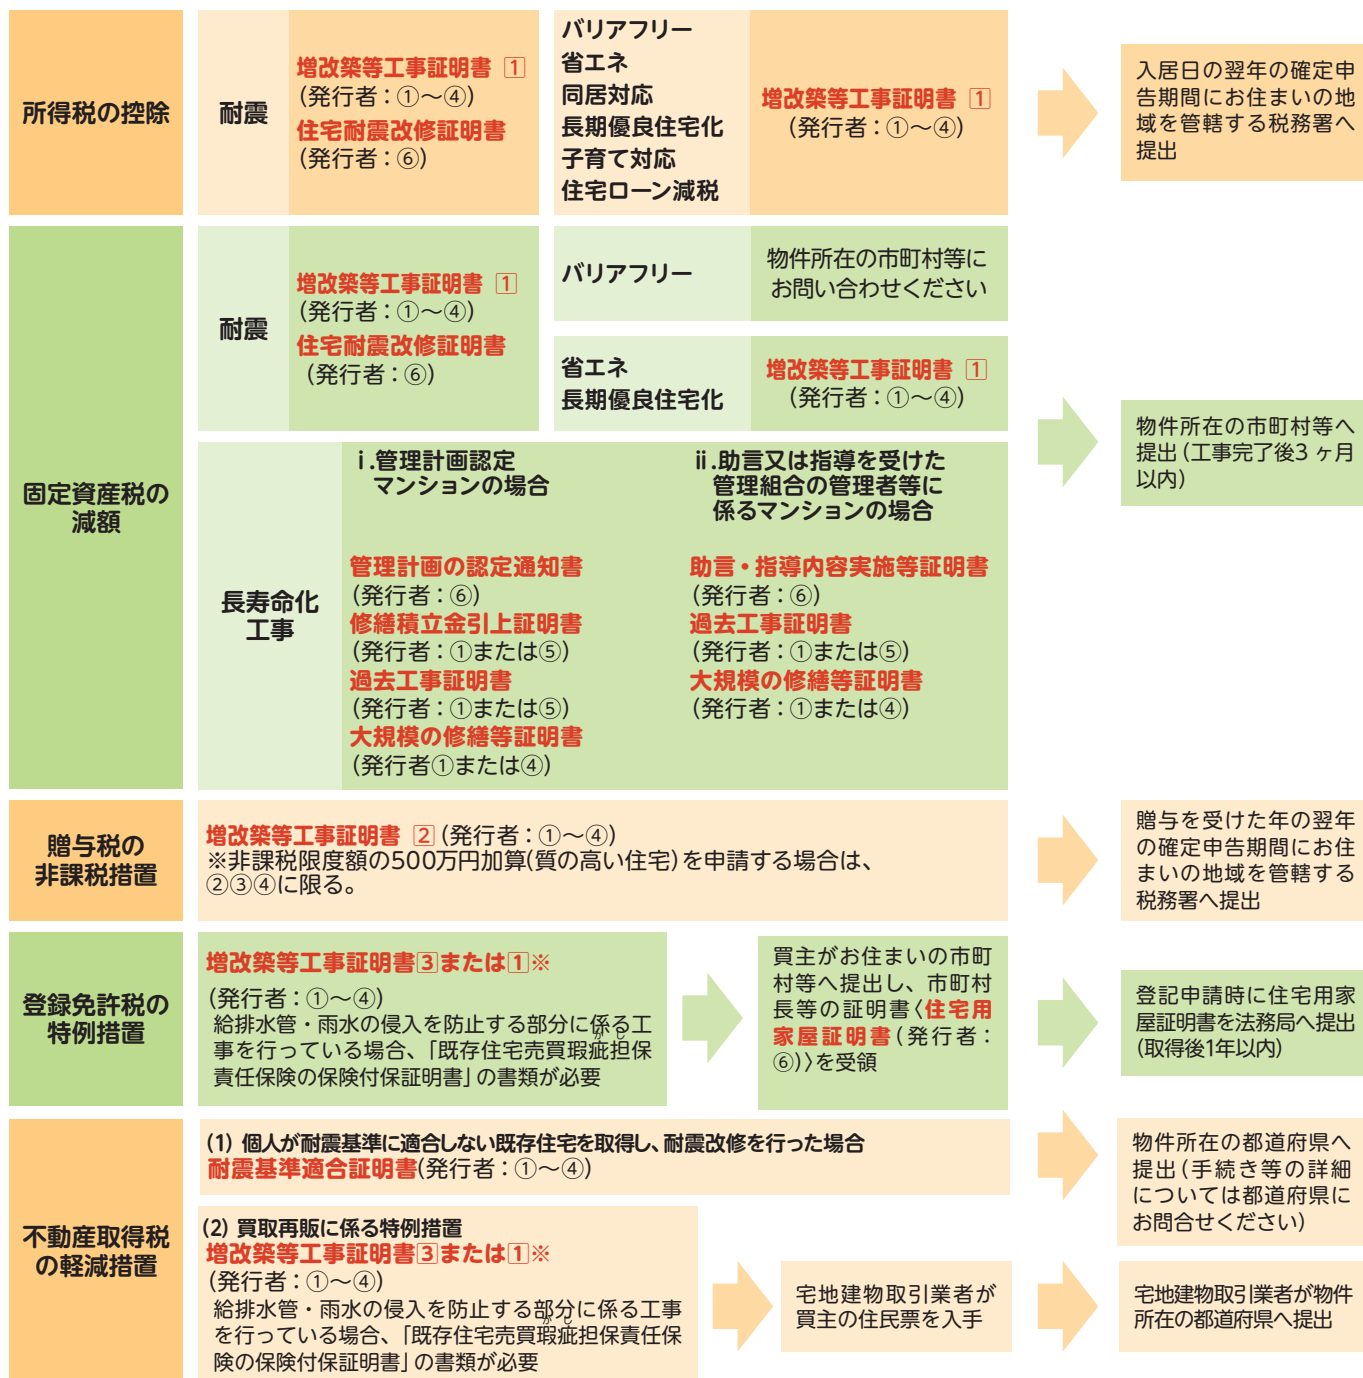 所得税の控除
耐震
増改築等工事証明書 1
(発行者：①～④)
住宅耐震改修証明書
(発行者：⑥)
バリアフリー
省エネ
同居対応
長期優良住宅化
子育て対応
住宅ローン減税
増改築等工事証明書 1
(発行者：①～④)
入居日の翌年の確定申
告期間にお住まいの地
域を管轄する税務署へ
提出
固定資産税の
減額
耐震
増改築等工事証明書 1
(発行者：①～④)
住宅耐震改修証明書
(発行者：⑥)
バリアフリー
物件所在の市町村等に
お問い合わせください
省エネ
長期優良住宅化
増改築等工事証明書 1
(発行者：①～④)
長寿命化
工事
ⅰ.管理計画認定
マンションの場合
管理計画の認定通知書
(発行者：⑥)
修繕積立金引上証明書
(発行者：①または⑤)
過去工事証明書
(発行者：①または⑤)
大規模の修繕等証明書
(発行者①または④)
ⅱ.助言又は指導を受けた
管理組合の管理者等に
係るマンションの場合
助言・指導内容実施等証明書
(発行者：⑥)
過去工事証明書
(発行者：①または⑤)
大規模の修繕等証明書
(発行者：①または④)
物件所在の市町村等へ
提出(工事完了後3ヶ月
以内)
贈与税の
非課税措置
増改築等工事証明書 2(発行者：①～④)
※非課税限度額の500万円加算(質の高い住宅)を申請する場合は、
②③④に限る。
贈与を受けた年の翌年
の確定申告期間にお住
まいの地域を管轄する
税務署へ提出
登録免許税の
特例措置
増改築等工事証明書3または1※
(発行者：①～④)
給排水管・雨水の侵入を防止する部分に係る工
事を行っている場合、「既存住宅売買瑕疵担保
かし
責任保険の保険付保証明書」の書類が必要
買主がお住まいの市町
村等へ提出し、市町村
長等の証明書〈住宅用
家屋証明書(発行者：
⑥)〉を受領
登記申請時に住宅用家
屋証明書を法務局へ提出
(取得後1年以内)
不動産取得税
の軽減措置
(1) 個人が耐震基準に適合しない既存住宅を取得し、耐震改修を行った場合
耐震基準適合証明書(発行者：①～④)
物件所在の都道府県へ
提出(手続き等の詳細
については都道府県に
お問合せください)
(2) 買取再販に係る特例措置
増改築等工事証明書3または1※
(発行者：①～④)
給排水管・雨水の侵入を防止する部分に係る工事
を行っている場合、「既存住宅売買瑕疵担保責任保
かし
険の保険付保証明書」の書類が必要
宅地建物取引業者が
買主の住民票を入手
宅地建物取引業者が物件
所在の都道府県へ提出